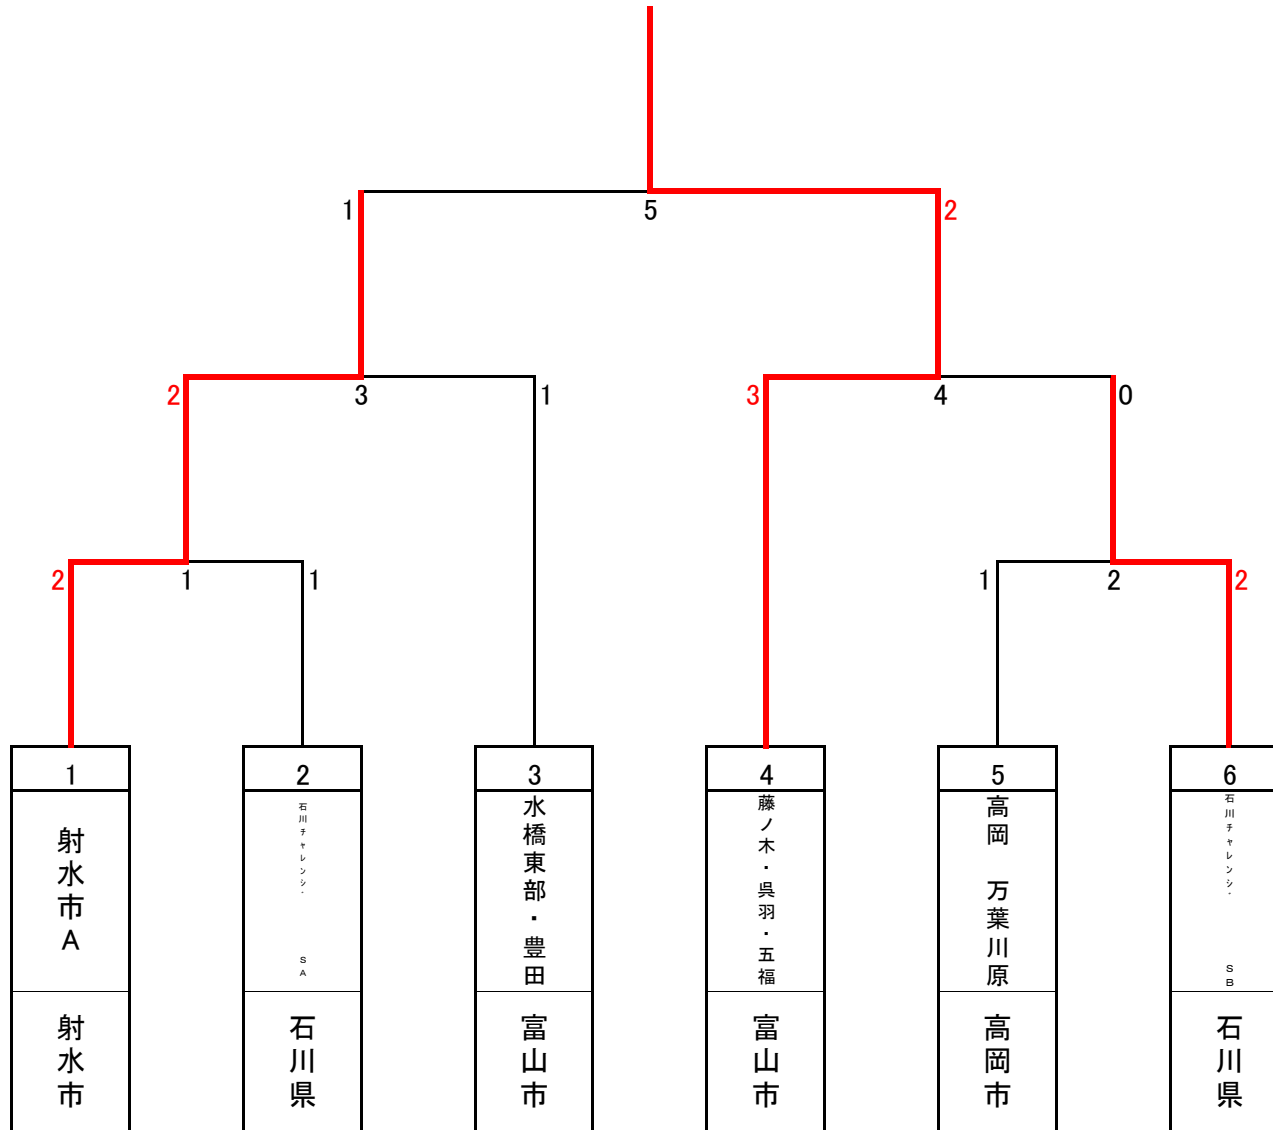 1 5 2
2 3 1 3 4 0
2 1 1 1 2 2
1 2 3 4 5 6
射水市A
石川チャレンジ SA
水橋東部・豊田
藤ノ木・呉羽・五福
高岡 万葉川原
石川チャレンジ SB
射水市
石川県
富山市
富山市
高岡市
石川県